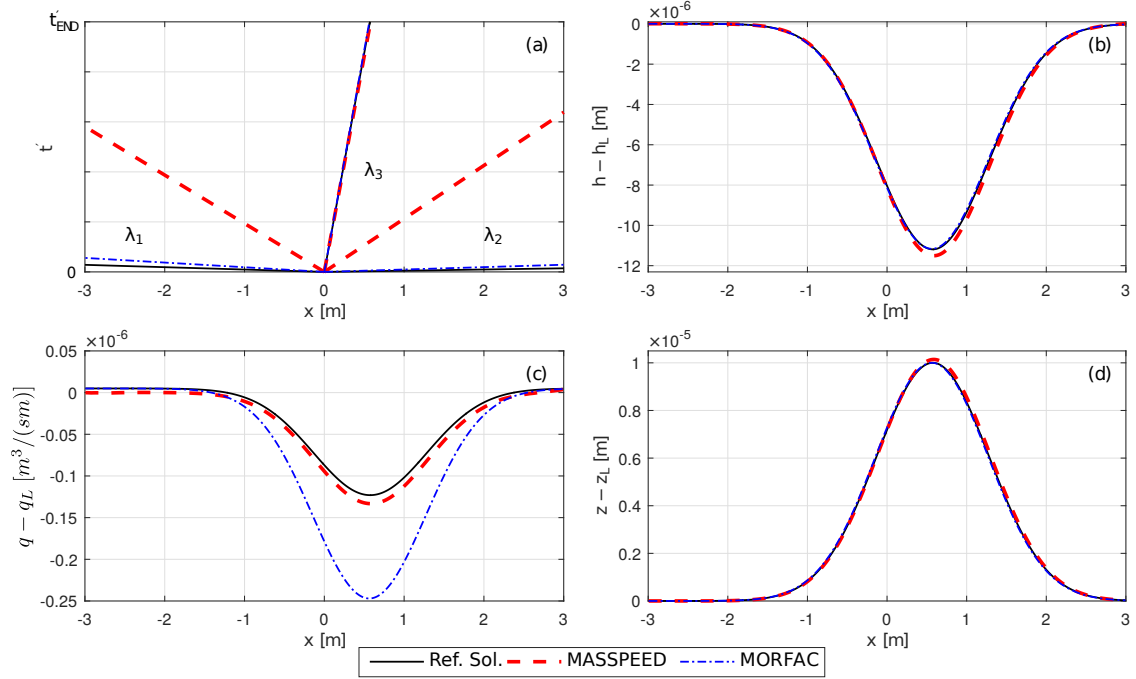 t′END
(a)
t′
λ1
λ2
λ3
0
-3 -2 -1 0 1 2 3
x [m]
×10-6
(b)
h − hL [m]
0
-2
-4
-6
-8
-10
-12
-3 -2 -1 0 1 2 3
x [m]
×10-6
(c)
q − qL [m3/(sm)]
0.05
0
-0.05
-0.1
-0.15
-0.2
-0.25
-3 -2 -1 0 1 2 3
x [m]
×10-5
(d)
z − zL [m]
1
0.8
0.6
0.4
0.2
0
-3 -2 -1 0 1 2 3
x [m]
Ref. Sol. MASSPEED MORFAC